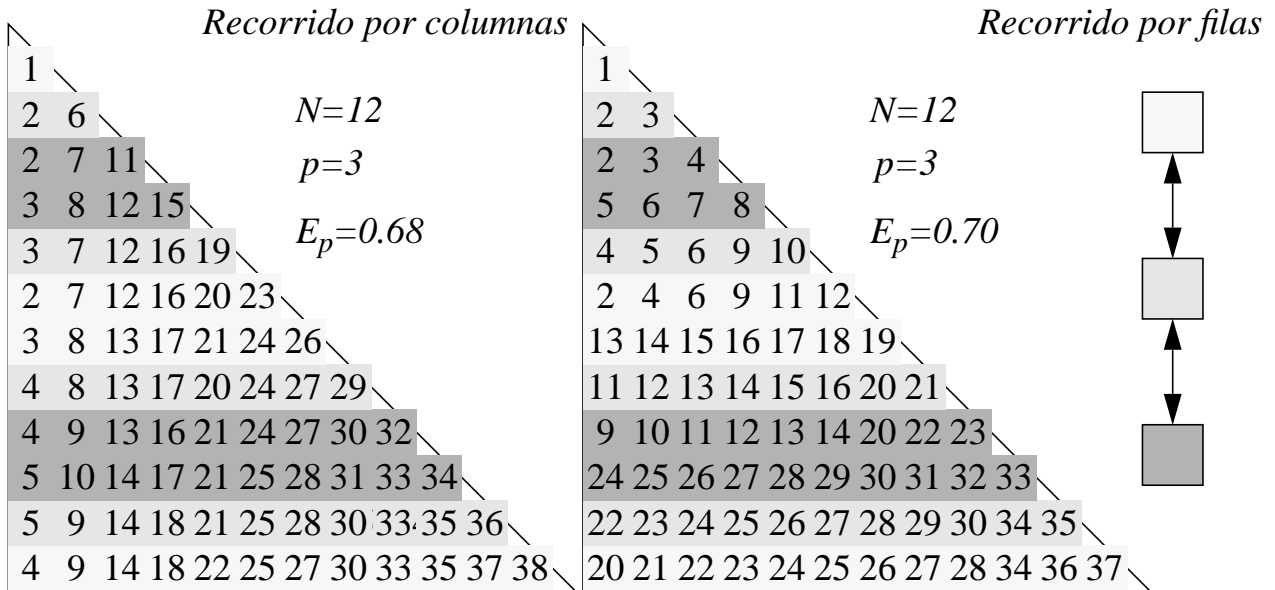 Recorrido por columnas
1
2 6
N=12
2 7 11
p=3
3 8 12 15
E_p=0.68
3 7 12 16 19
2 7 12 16 20 23
3 8 13 17 21 24 26
4 8 13 17 20 24 27 29
4 9 13 16 21 24 27 30 32
5 10 14 17 21 25 28 31 33 34
5 9 14 18 21 25 28 30 33 35 36
4 9 14 18 22 25 27 30 33 35 37 38
Recorrido por filas
1
2 3
N=12
2 3 4
p=3
5 6 7 8
E_p=0.70
4 5 6 9 10
2 4 6 9 11 12
13 14 15 16 17 18 19
11 12 13 14 15 16 20 21
9 10 11 12 13 14 20 22 23
24 25 26 27 28 29 30 31 32 33
22 23 24 25 26 27 28 29 30 34 35
20 21 22 23 24 25 26 27 28 34 36 37